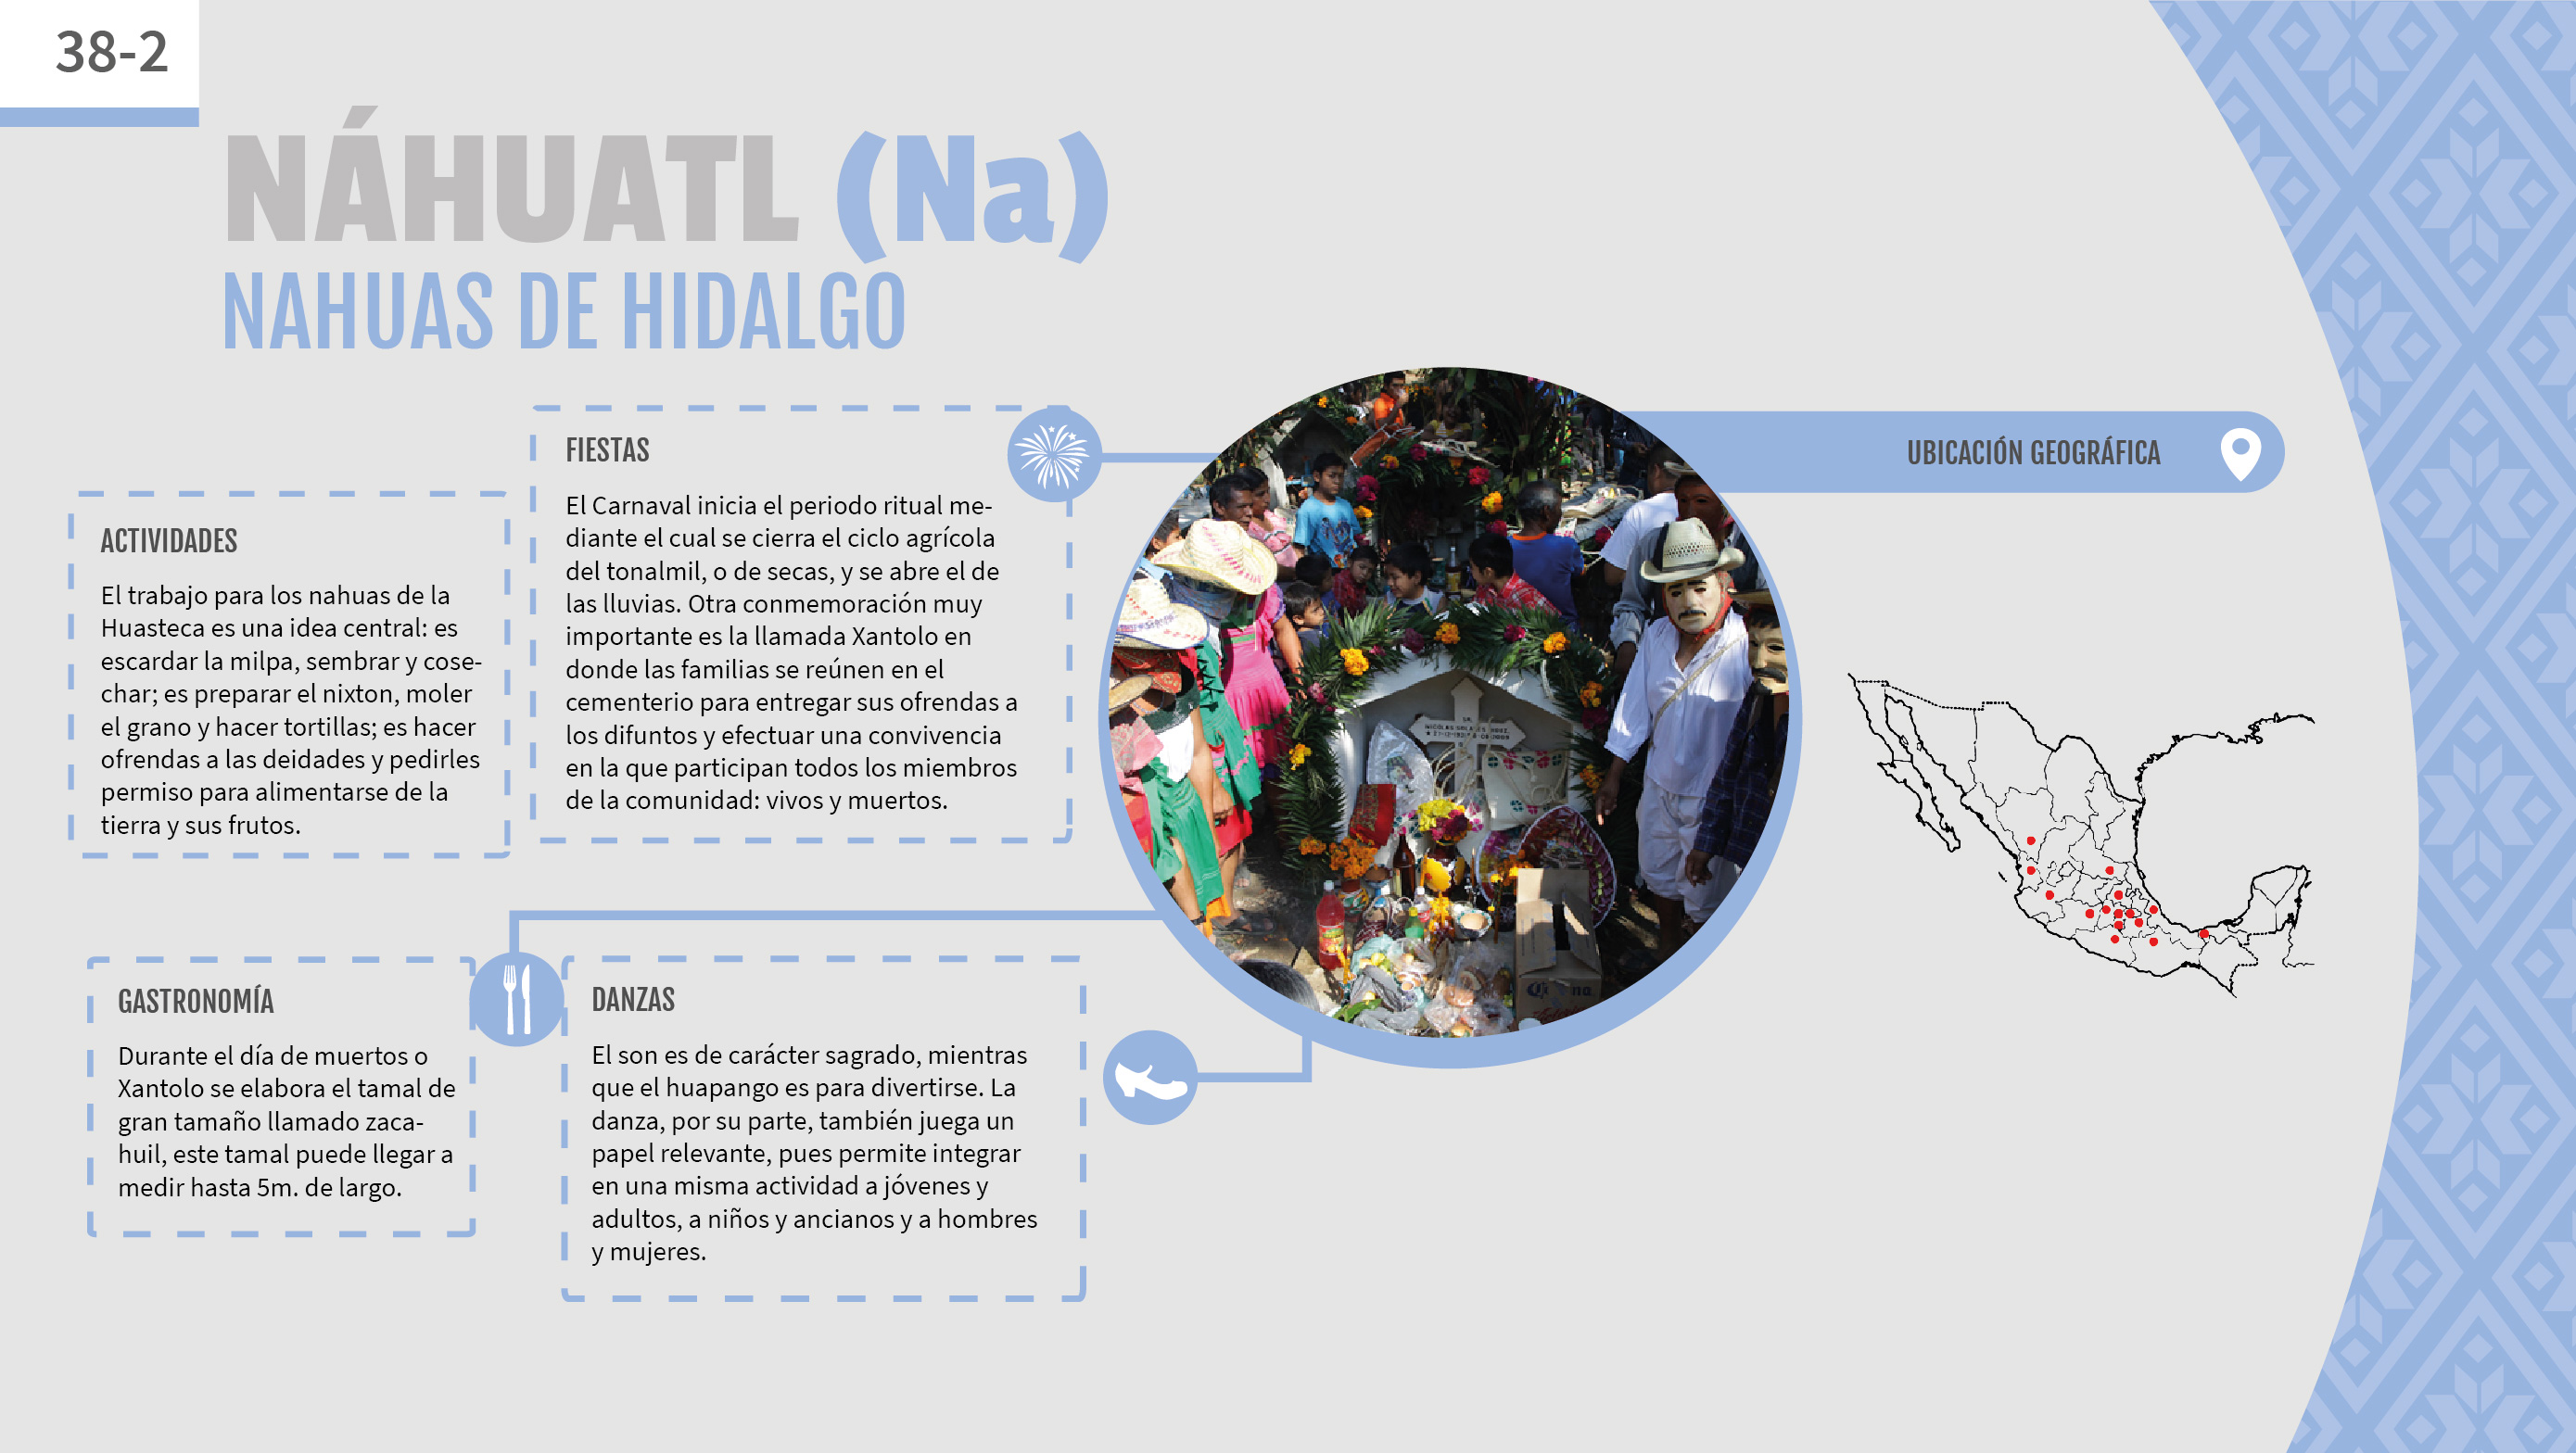 38-2
NÁHUATL (Na)
NAHUAS DE HIDALGO
ACTIVIDADES
El trabajo para los nahuas de la
Huasteca es una idea central: es
escardar la milpa, sembrar y cose-
char; es preparar el nixton, moler
el grano y hacer tortillas; es hacer
ofrendas a las deidades y pedirles
permiso para alimentarse de la
tierra y sus frutos.
FIESTAS
El Carnaval inicia el periodo ritual me-
diante el cual se cierra el ciclo agrícola
del tonalmil, o de secas, y se abre el de
las lluvias. Otra conmemoración muy
importante es la llamada Xantolo en
donde las familias se reúnen en el
cementerio para entregar sus ofrendas a
los difuntos y efectuar una convivencia
en la que participan todos los miembros
de la comunidad: vivos y muertos.
UBICACIÓN GEOGRÁFICA
GASTRONOMÍA
Durante el día de muertos o
Xantolo se elabora el tamal de
gran tamaño llamado zaca-
huil, este tamal puede llegar a
medir hasta 5m. de largo.
DANZAS
El son es de carácter sagrado, mientras
que el huapango es para divertirse. La
danza, por su parte, también juega un
papel relevante, pues permite integrar
en una misma actividad a jóvenes y
adultos, a niños y ancianos y a hombres
y mujeres.